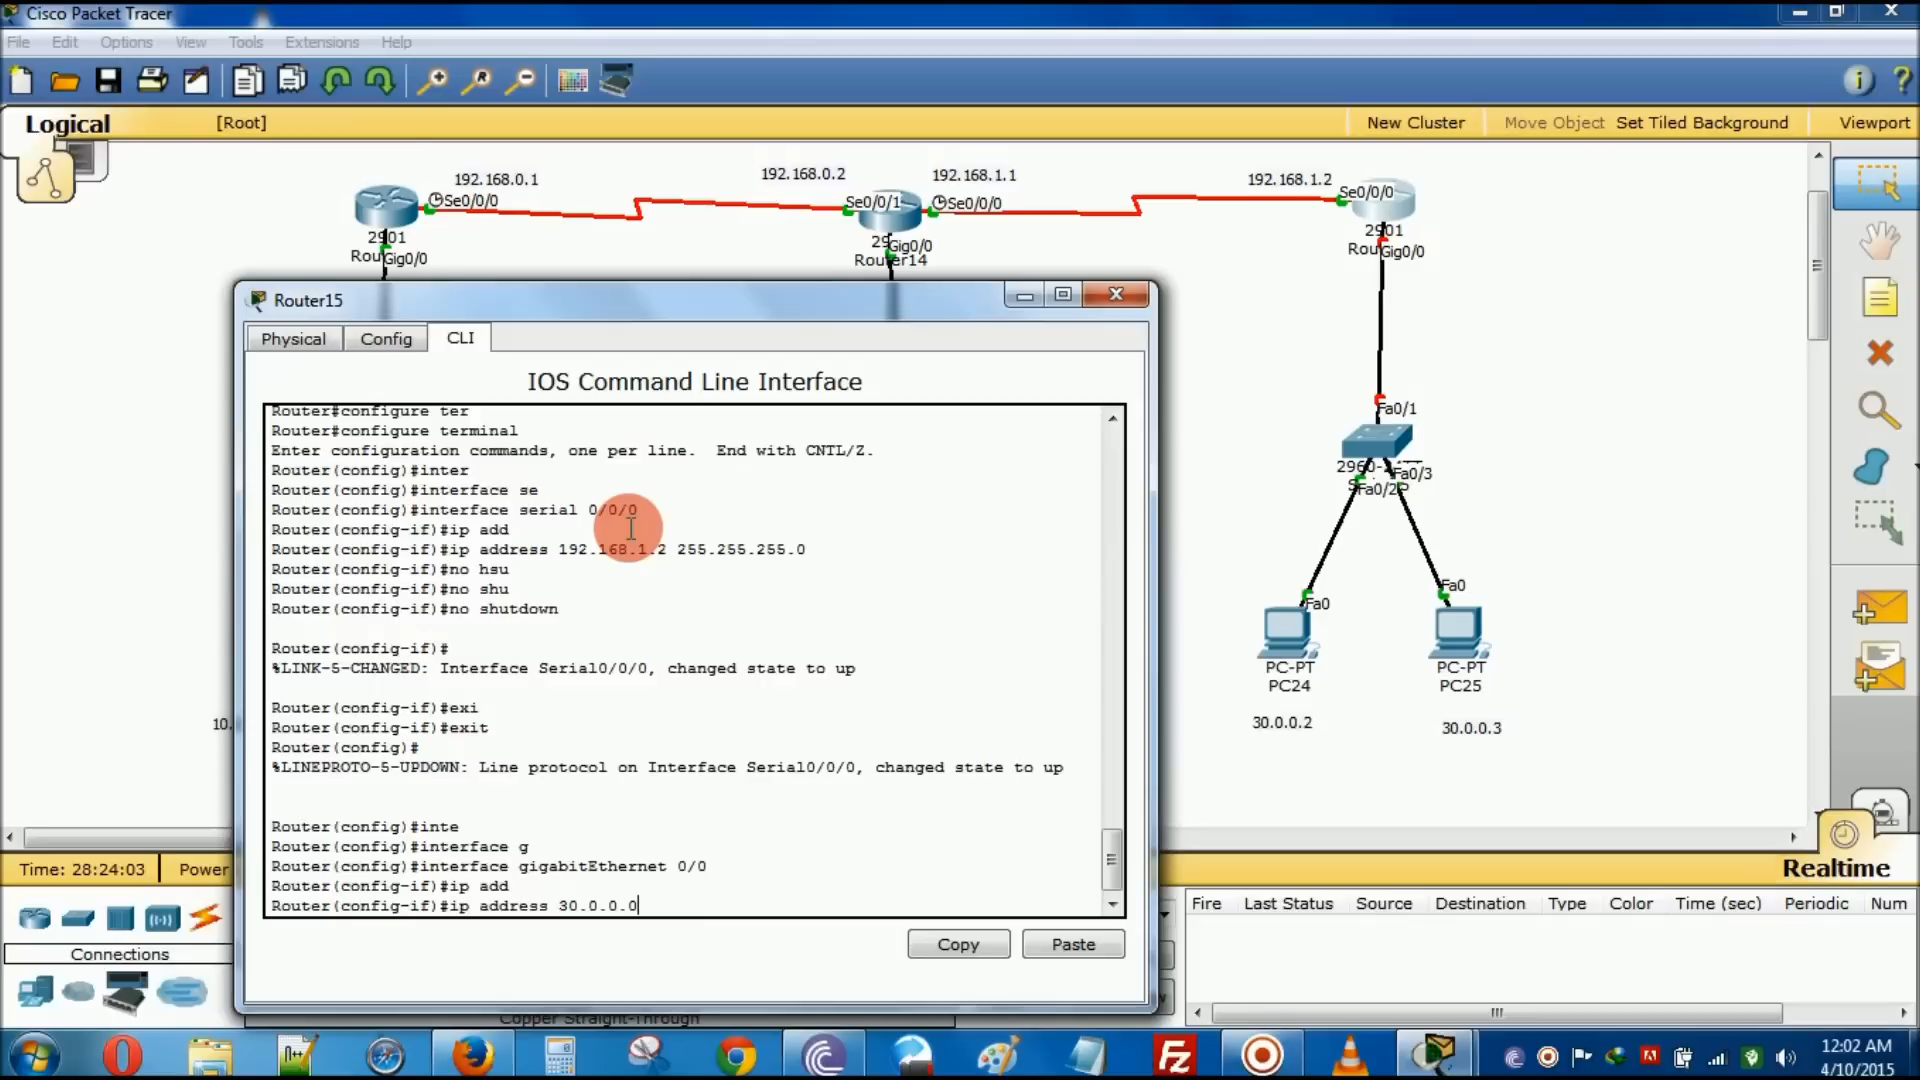 Cisco Packet Tracer
File Edit Options View Tools Extensions Help
Logical [Root] New Cluster Move Object Set Tiled Background Viewport
192.168.0.1 192.168.0.2 192.168.1.1 192.168.1.2
Se0/0/0 Se0/0/1 Se0/0/0 Se0/0/0
2901 2901
Gig0/0 Gig0/0 Gig0/0
Router14
Router15
Physical Config CLI
IOS Command Line Interface
Router#configure ter
Router#configure terminal
Enter configuration commands, one per line. End with CNTL/Z.
Router(config)#inter
Router(config)#interface se
Router(config)#interface serial 0/0/0
Router(config-if)#ip add
Router(config-if)#ip address 192.168.1.2 255.255.255.0
Router(config-if)#no hsu
Router(config-if)#no shu
Router(config-if)#no shutdown
Router(config-if)#
%LINK-5-CHANGED: Interface Serial0/0/0, changed state to up
Router(config-if)#exi
Router(config-if)#exit
Router(config)#
%LINEPROTO-5-UPDOWN: Line protocol on Interface Serial0/0/0, changed state to up
Router(config)#inte
Router(config)#interface g
Router(config)#interface gigabitEthernet 0/0
Router(config-if)#ip add
Router(config-if)#ip address 30.0.0.0
Copy Paste
Fa0/1
Fa0/3
Fa0/2
Fa0 Fa0
PC-PT PC-PT
PC24 PC25
30.0.0.2 30.0.0.3
10.
Time: 28:24:03 Power
Realtime
Connections
Copper Straight-Through
Fire Last Status Source Destination Type Color Time (sec) Periodic Num
12:02 AM
4/10/2015